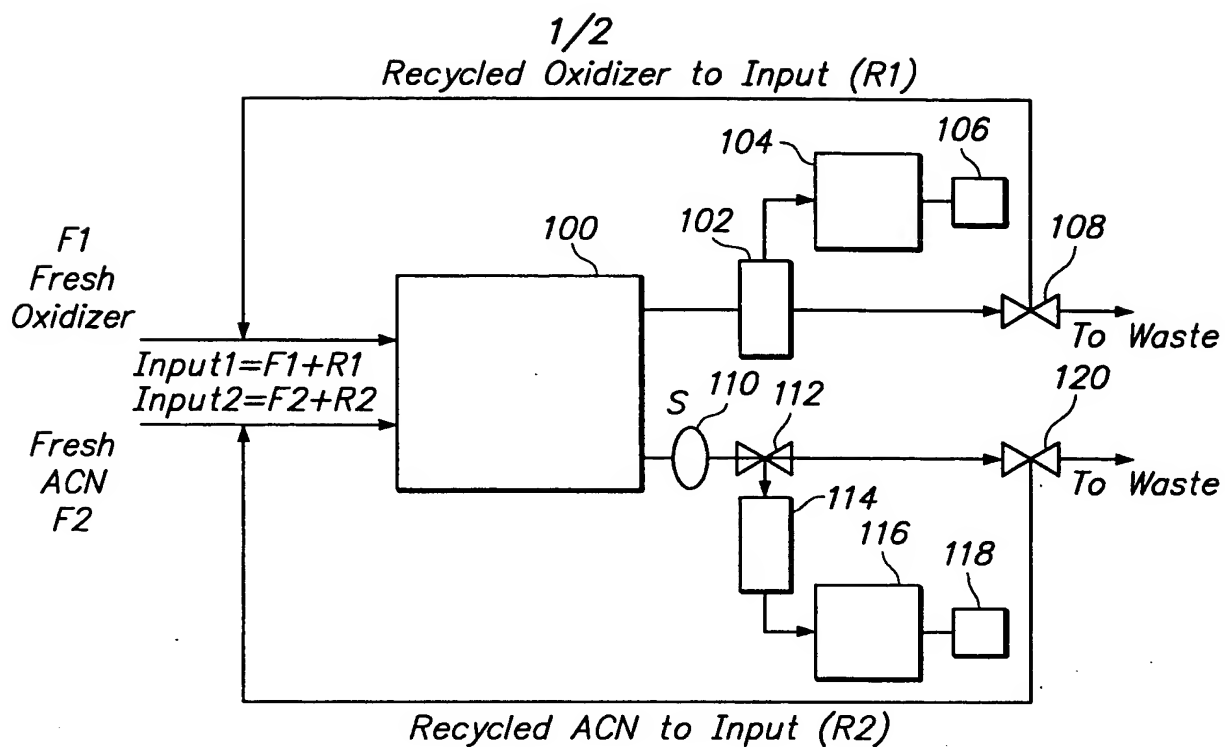 1/2
Recycled Oxidizer to Input (R1)
104
106
100
102
108
F1
Fresh
Oxidizer
To Waste
Input1=F1+R1
Input2=F2+R2
S
110
112
120
Fresh
ACN
F2
To Waste
114
116
118
Recycled ACN to Input (R2)